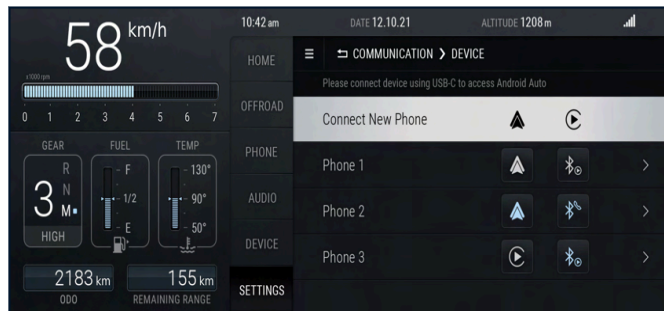 58 km/h
x1000 rpm
0 1 2 3 4 5 6 7
GEAR
R
N
3 M
HIGH
FUEL
F
1/2
E
TEMP
130°
90°
50°
2183 km
ODO
155 km
REMAINING RANGE
10:42 am
DATE 12.10.21
ALTITUDE 1208 m
HOME
OFFROAD
PHONE
AUDIO
DEVICE
SETTINGS
COMMUNICATION DEVICE
Please connect device using USB-C to access Android Auto
Connect New Phone
Phone 1
Phone 2
Phone 3